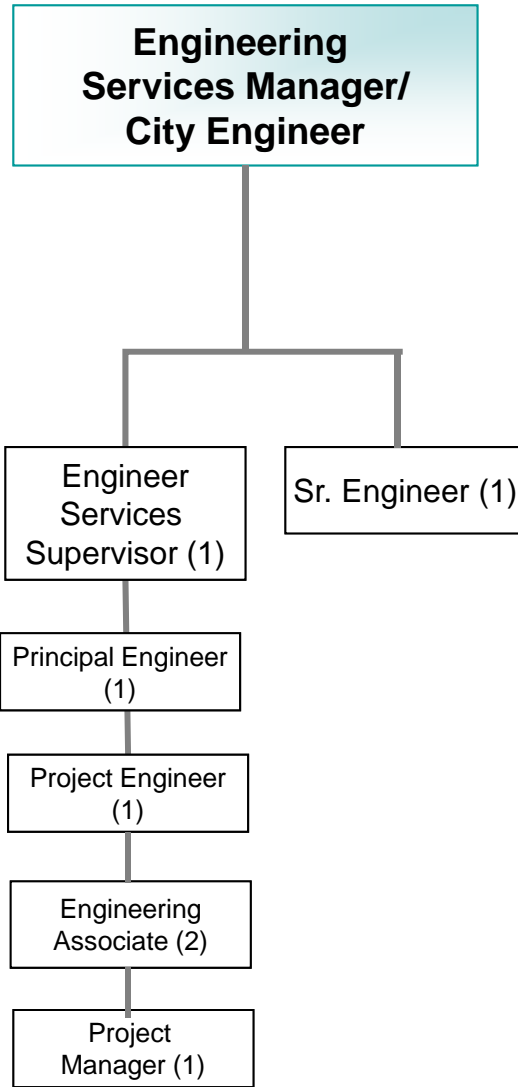 Engineering
Services Manager/
City Engineer
Engineer
Services
Supervisor (1)
Sr. Engineer (1)
Principal Engineer
(1)
Project Engineer
(1)
Engineering
Associate (2)
Project
Manager (1)